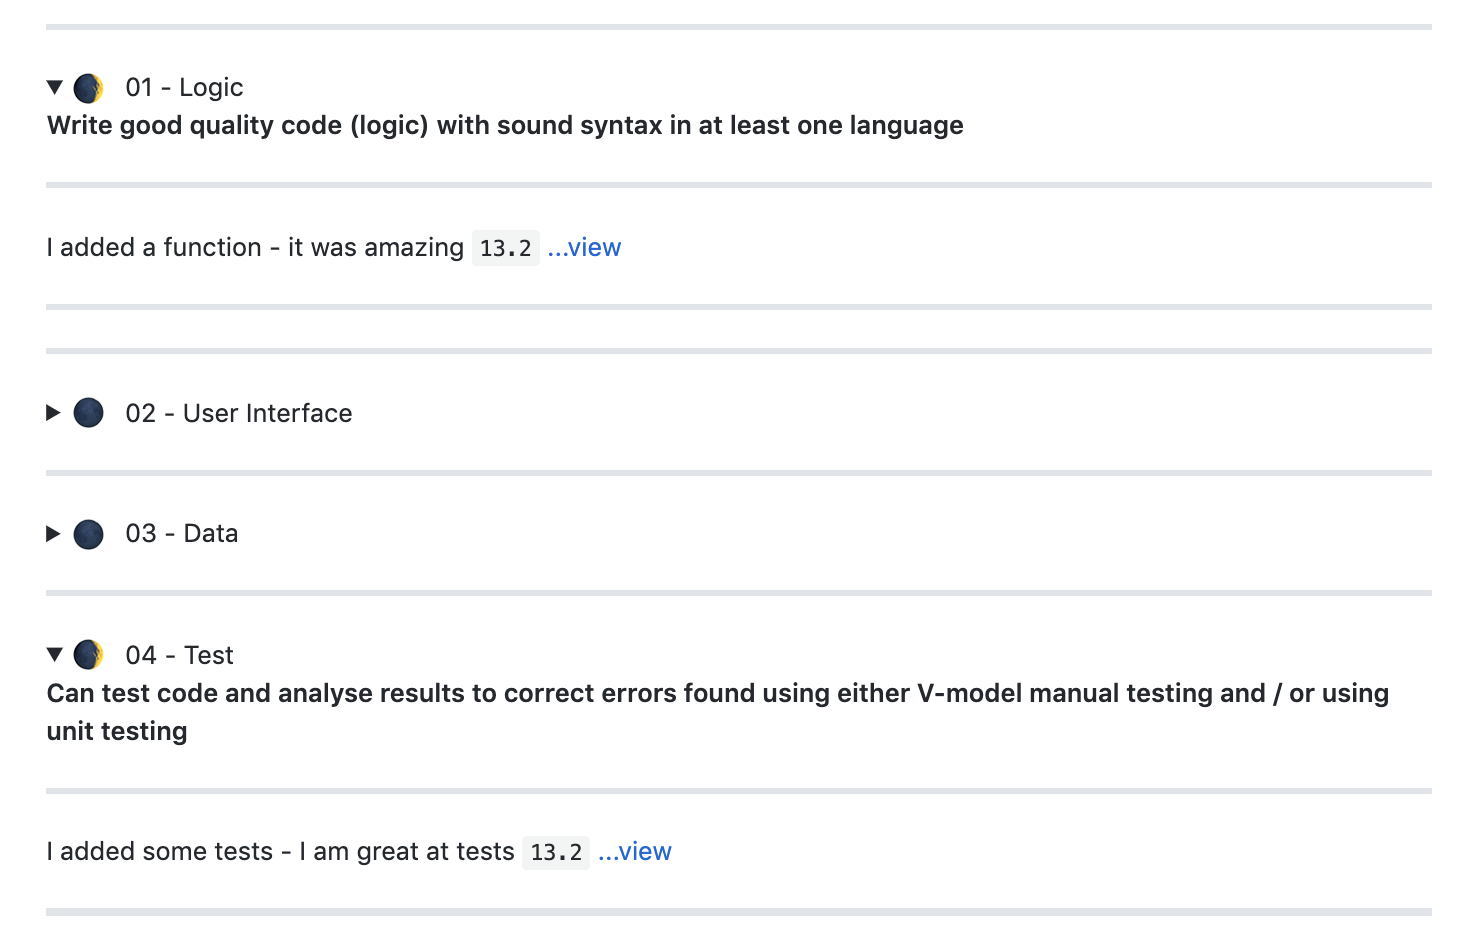 01 - Logic
Write good quality code (logic) with sound syntax in at least one language
I added a function - it was amazing 13.2 ...view
02 - User Interface
03 - Data
04 - Test
Can test code and analyse results to correct errors found using either V-model manual testing and / or using
unit testing
I added some tests - I am great at tests 13.2 ...view